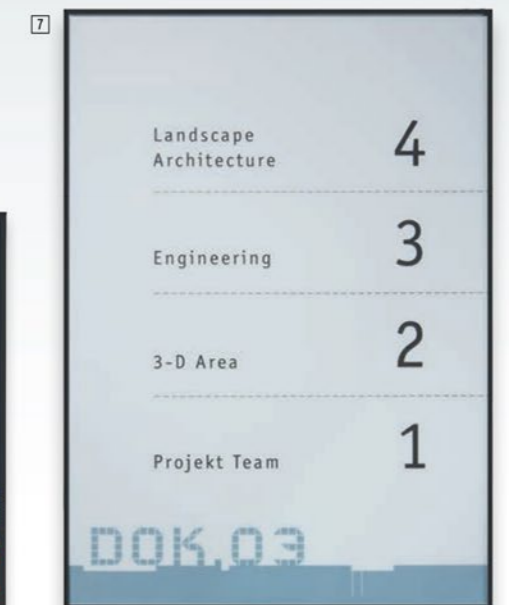 7
Landscape
Architecture 4
Engineering 3
3-D Area 2
Projekt Team 1
DOK.03